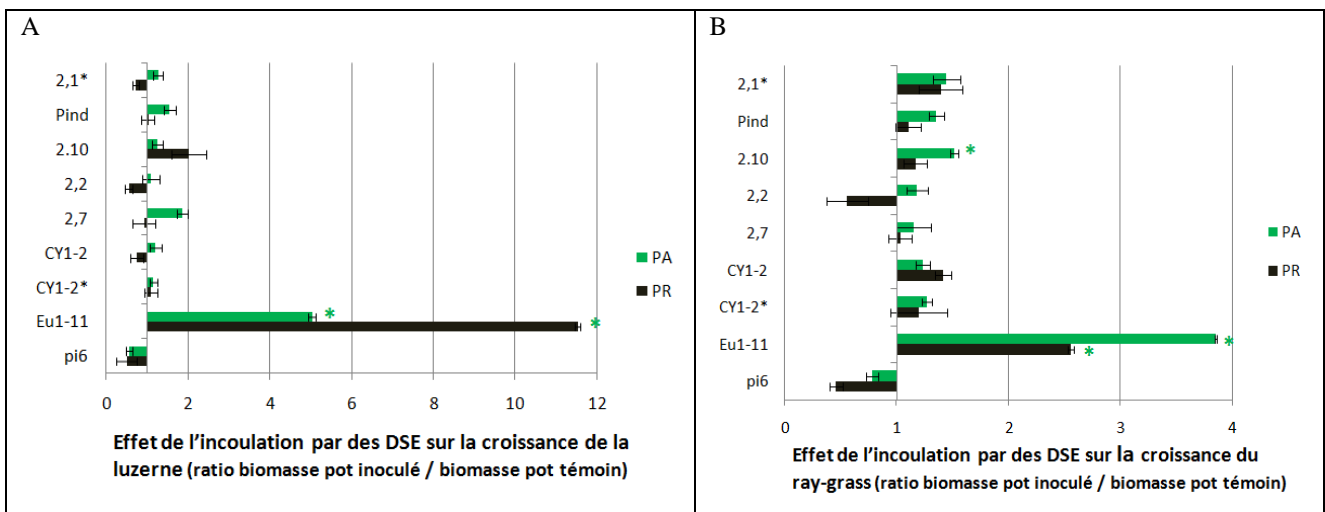 A
2,1*
Pind
2.10
2,2
2,7
CY1-2
CY1-2*
Eu1-11
pi6
*
*
PA
PR
0 2 4 6 8 10 12
Effet de l'incoulation par des DSE sur la croissance de la
luzerne (ratio biomasse pot inoculé / biomasse pot témoin)
B
2,1*
Pind
2.10
2,2
2,7
CY1-2
CY1-2*
Eu1-11
pi6
*
*
*
PA
PR
0 1 2 3 4
Effet de l'incoulation par des DSE sur la croissance du
ray-grass (ratio biomasse pot inoculé / biomasse pot témoin)